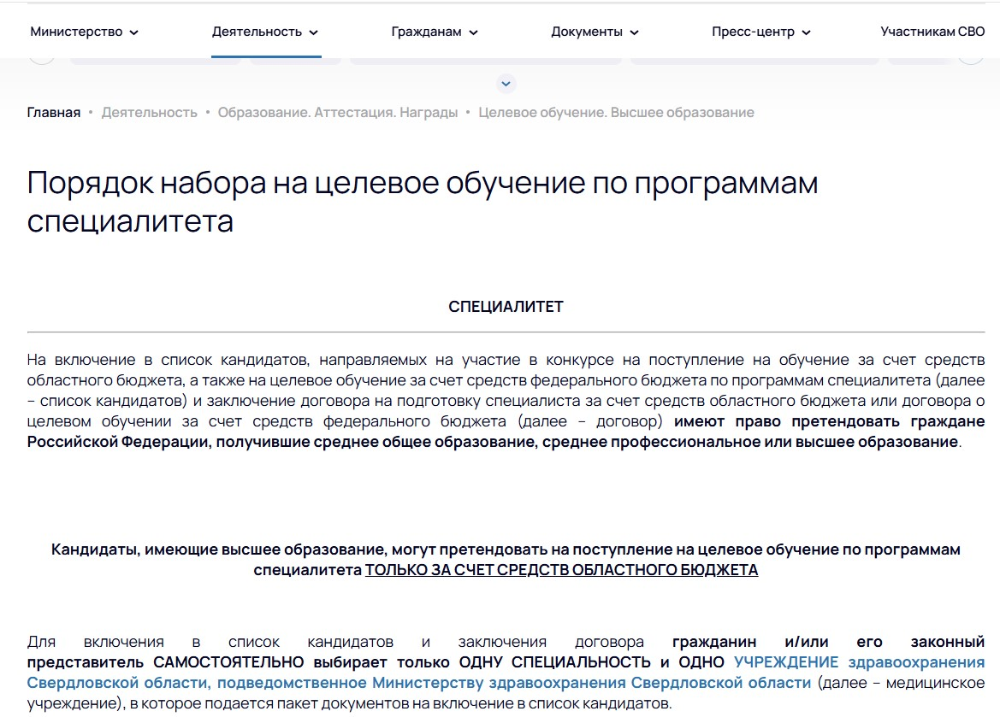 Министерство Деятельность Гражданам Документы Пресс-центр Участникам СВО
Главная • Деятельность • Образование. Аттестация. Награды • Целевое обучение. Высшее образование
Порядок набора на целевое обучение по программам
специалитета
СПЕЦИАЛИТЕТ
На включение в список кандидатов, направляемых на участие в конкурсе на поступление на обучение за счет средств
областного бюджета, а также на целевое обучение за счет средств федерального бюджета по программам специалитета (далее
– список кандидатов) и заключение договора на подготовку специалиста за счет средств областного бюджета или договора о
целевом обучении за счет средств федерального бюджета (далее – договор) имеют право претендовать граждане
Российской Федерации, получившие среднее общее образование, среднее профессиональное или высшее образование.
Кандидаты, имеющие высшее образование, могут претендовать на поступление на целевое обучение по программам
специалитета ТОЛЬКО ЗА СЧЕТ СРЕДСТВ ОБЛАСТНОГО БЮДЖЕТА
Для включения в список кандидатов и заключения договора гражданин и/или его законный
представитель САМОСТОЯТЕЛЬНО выбирает только ОДНУ СПЕЦИАЛЬНОСТЬ и ОДНО УЧРЕЖДЕНИЕ здравоохранения
Свердловской области, подведомственное Министерству здравоохранения Свердловской области (далее – медицинское
учреждение), в которое подается пакет документов на включение в список кандидатов.